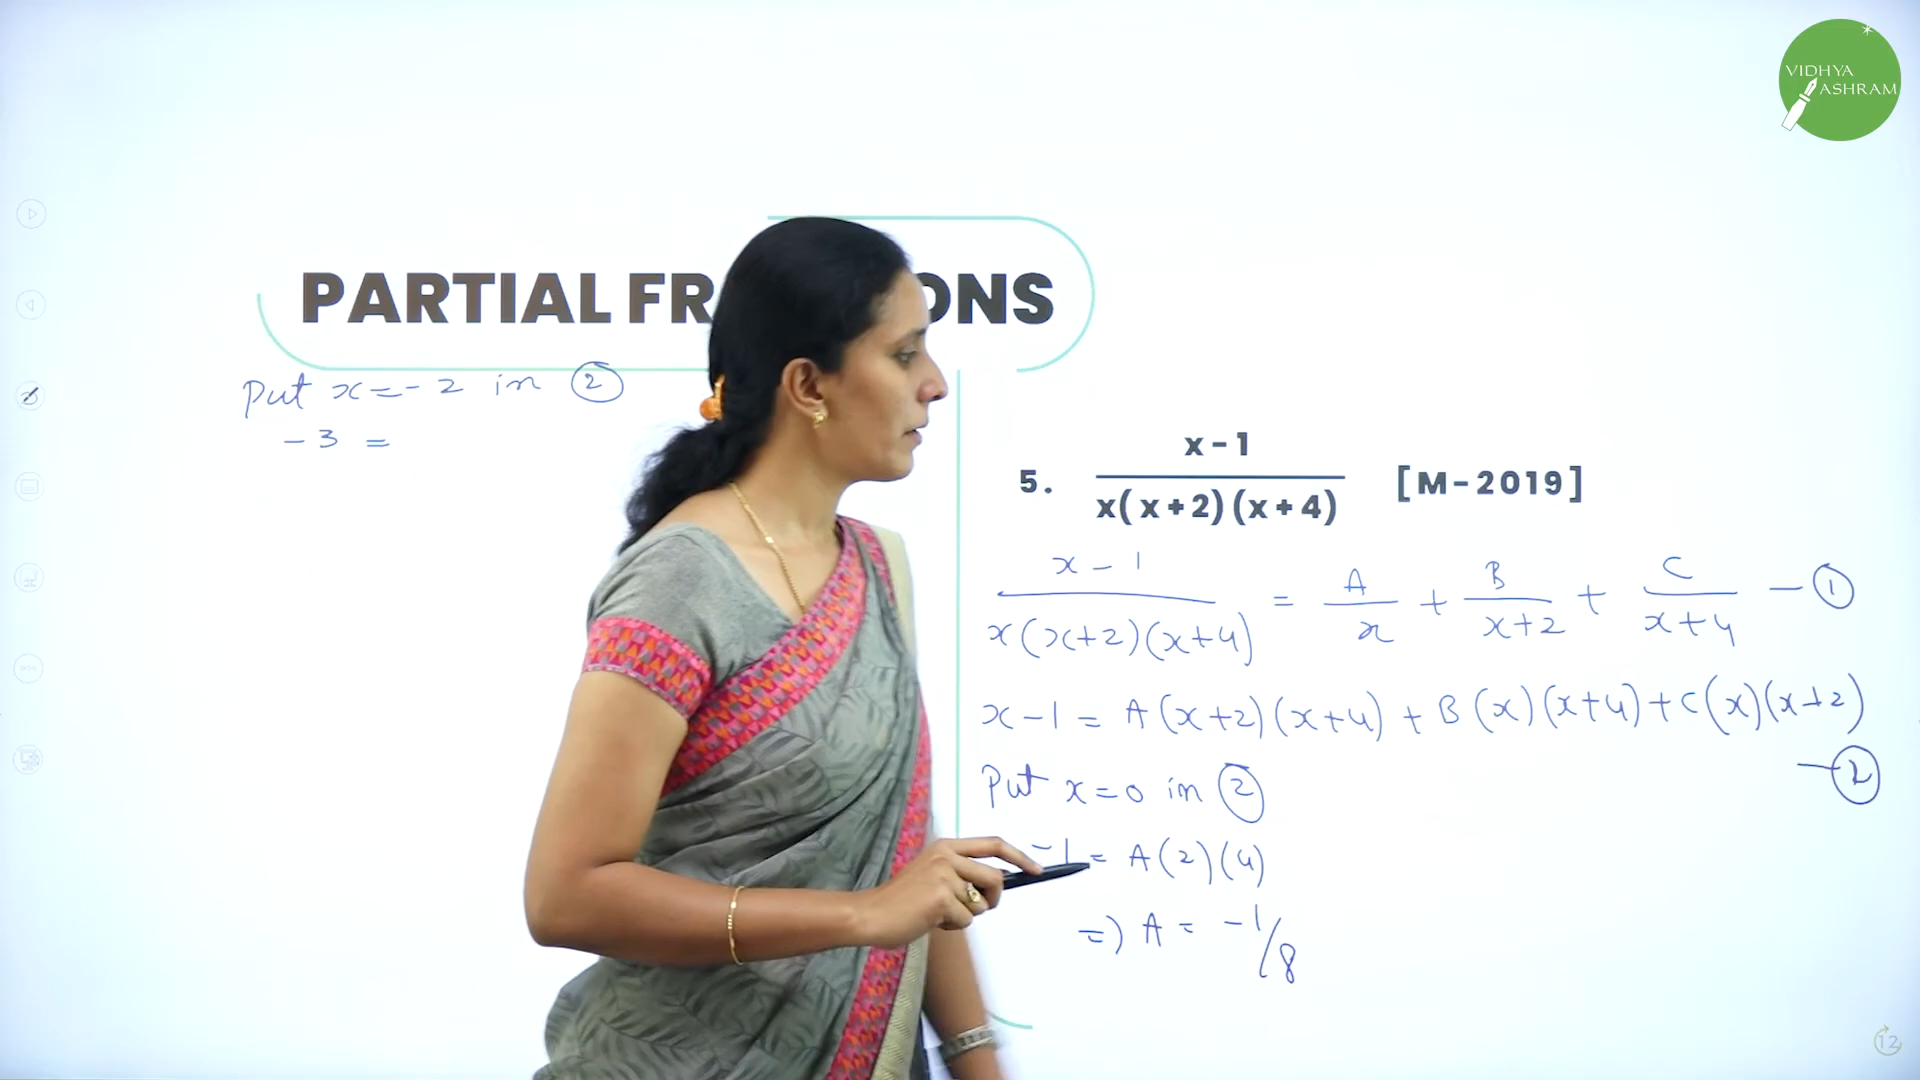 VIDHYA
ASHRAM
PARTIAL FR ONS
Put x = -2 in ②
-3 =
5. x-1 / x(x+2)(x+4) [M-2019]
x-1 / x(x+2)(x+4) = A/x + B/x+2 + C/x+4 — ①
x-1 = A(x+2)(x+4) + B(x)(x+4) + C(x)(x+2)
— ②
Put x=0 in ②
-1 = A(2)(4)
=) A = -1/8
12